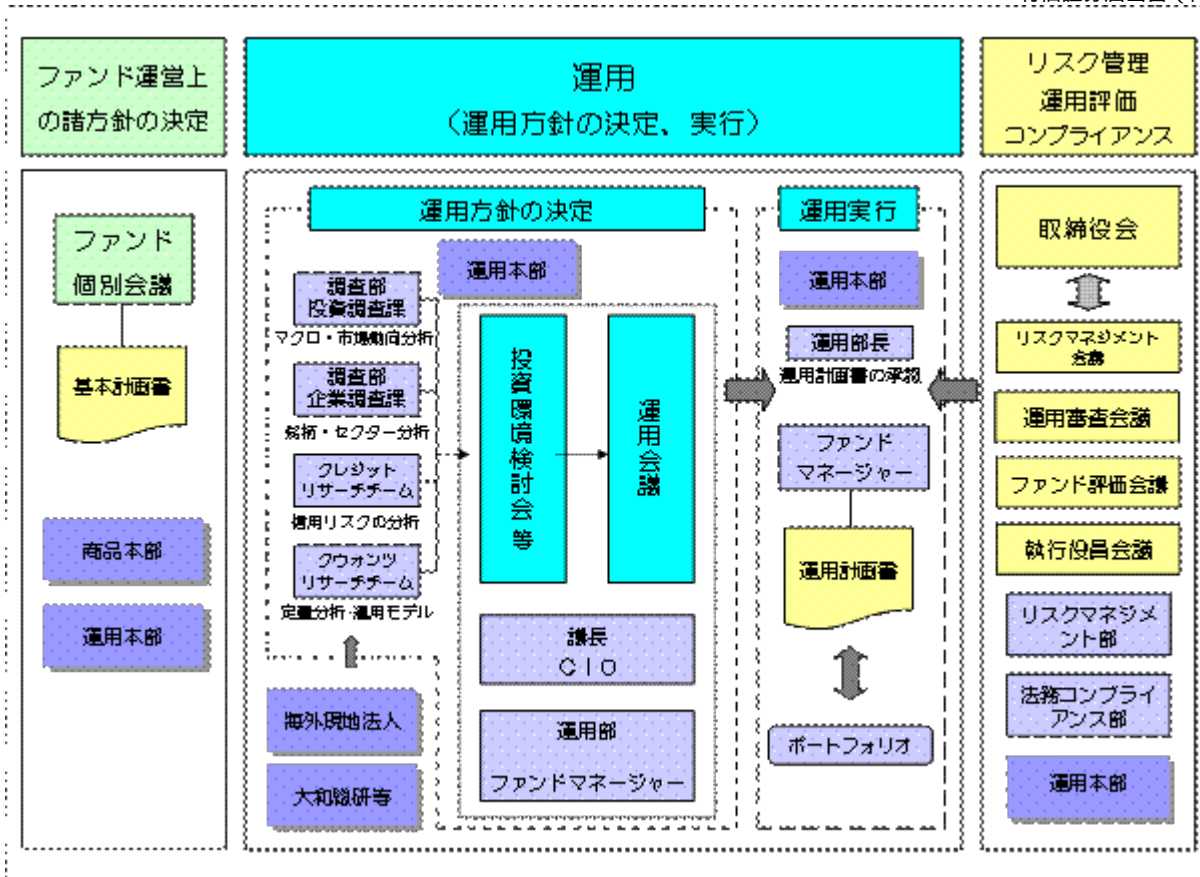 ファンド運営上
の諸方針の決定
運用
（運用方針の決定、実行）
リスク管理
運用評価
コンプライアンス
ファンド
個別会議
基本計画書
商品本部
運用本部
運用方針の決定
運用本部
調査部
投資調査課
マクロ・市場動向分析
調査部
企業調査課
銘柄・セクター分析
クレジット
リサーチチーム
信用リスクの分析
クウォンツ
リサーチチーム
定量分析・運用モデル
海外現地法人
大和総研等
投資環境検討会等
運用会議
議長
ＣＩＯ
運用部
ファンドマネージャー
運用実行
運用本部
運用部長
運用計画書の承認
ファンド
マネージャー
運用計画書
ポートフォリオ
取締役会
リスクマネジメント
会議
運用審査会議
ファンド評価会議
執行役員会議
リスクマネジメ
ント部
法務コンプライ
アンス部
運用本部